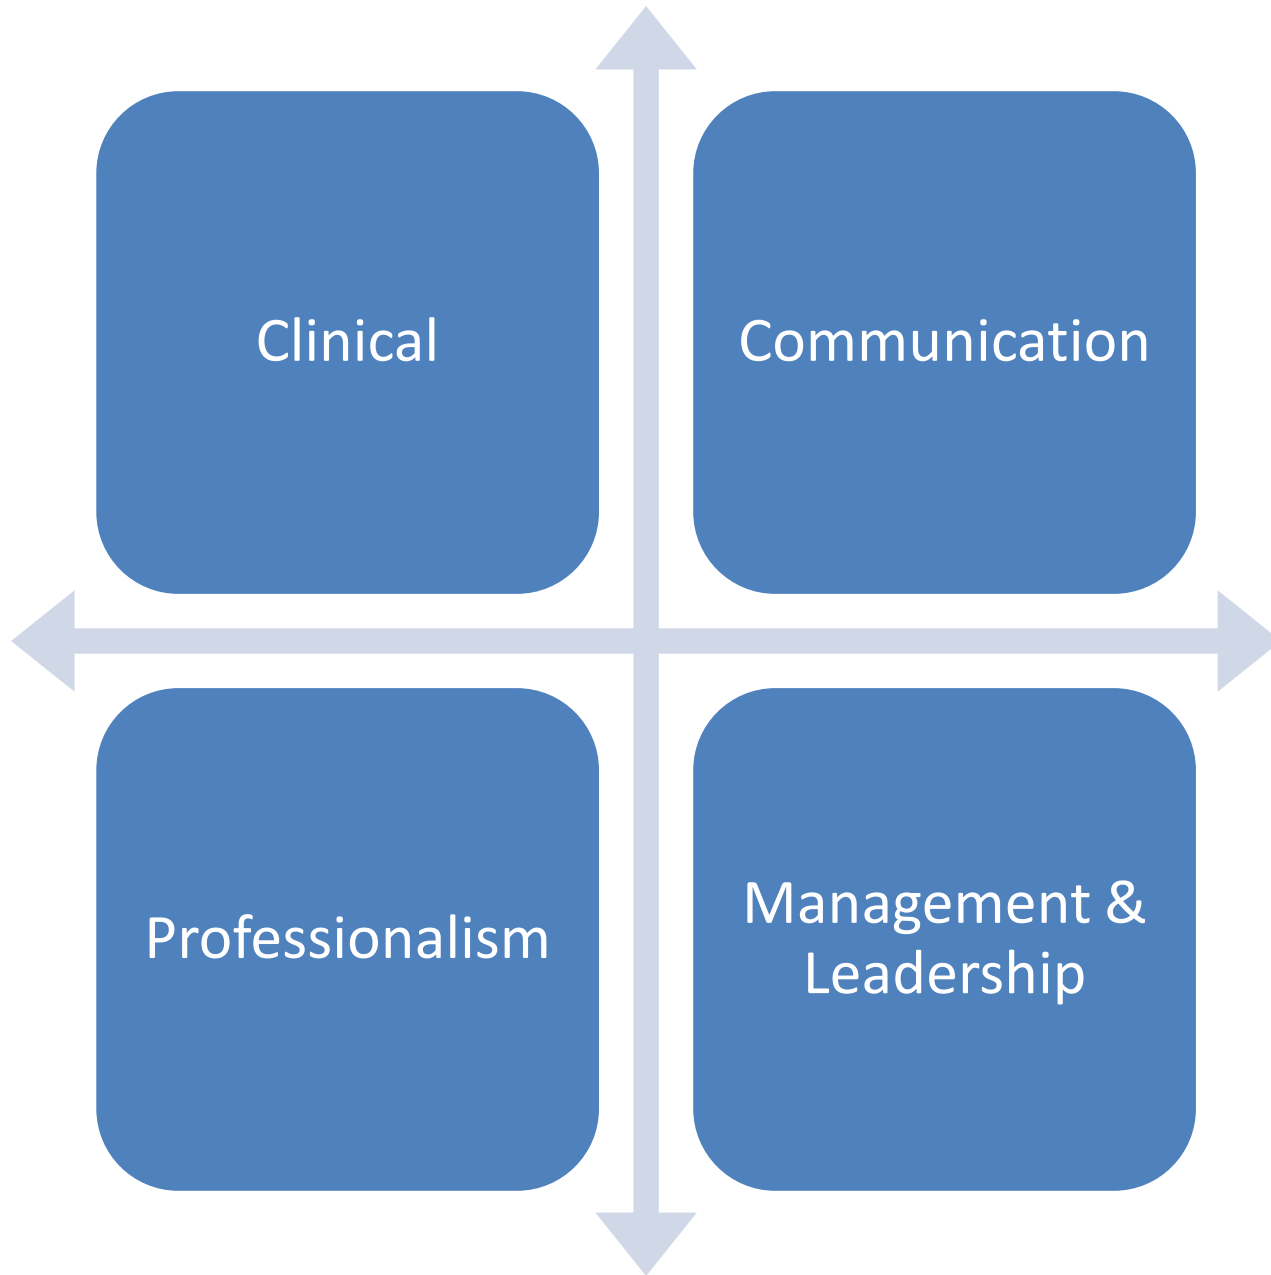 Clinical
Communication
Professionalism
Management &
Leadership